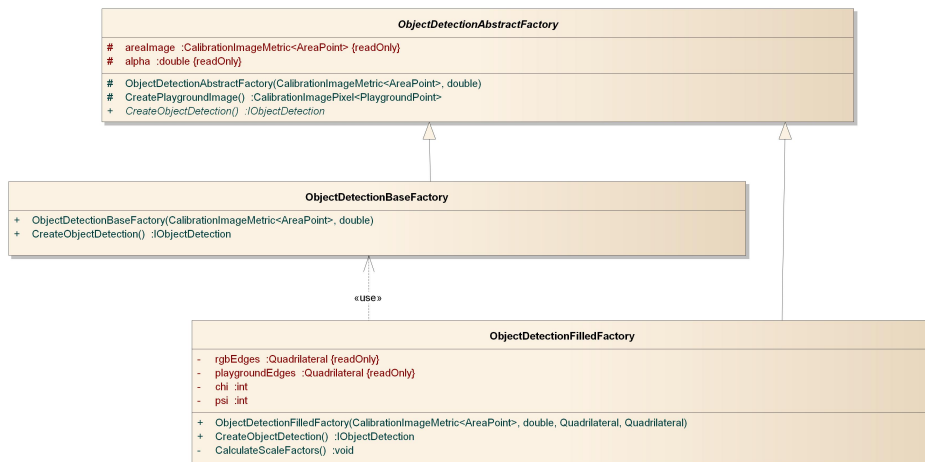 ObjectDetectionAbstractFactory
# areaImage :CalibrationImageMetric<AreaPoint> {readOnly}
# alpha :double {readOnly}
# ObjectDetectionAbstractFactory(CalibrationImageMetric<AreaPoint>, double)
# CreatePlaygroundImage() :CalibrationImagePixel<PlaygroundPoint>
+ CreateObjectDetection() :IObjectDetection
ObjectDetectionBaseFactory
+ ObjectDetectionBaseFactory(CalibrationImageMetric<AreaPoint>, double)
+ CreateObjectDetection() :IObjectDetection
«use»
ObjectDetectionFilledFactory
- rgbEdges :Quadrilateral {readOnly}
- playgroundEdges :Quadrilateral {readOnly}
- chi :int
- psi :int
+ ObjectDetectionFilledFactory(CalibrationImageMetric<AreaPoint>, double, Quadrilateral, Quadrilateral)
+ CreateObjectDetection() :IObjectDetection
- CalculateScaleFactors() :void